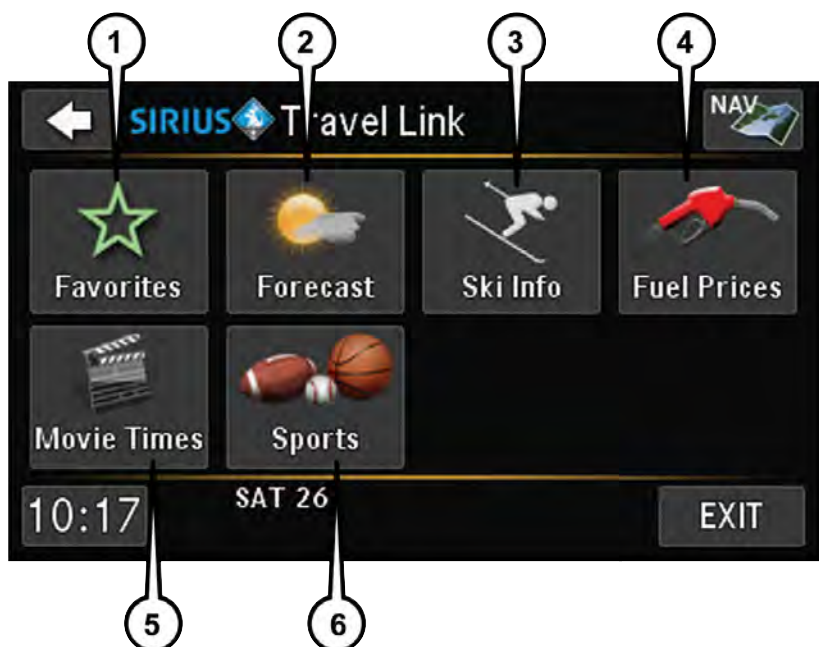 1 2 3 4
SIRIUS Travel Link NAV
Favorites Forecast Ski Info Fuel Prices
Movie Times Sports
10:17 SAT 26 EXIT
5 6